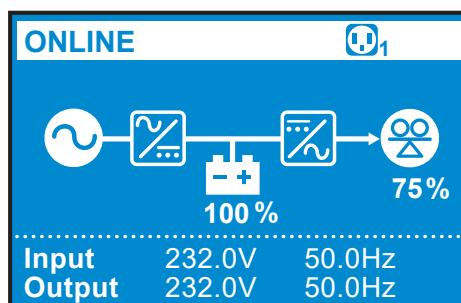 ONLINE 1
75%
100%
Input 232.0V 50.0Hz
Output 232.0V 50.0Hz